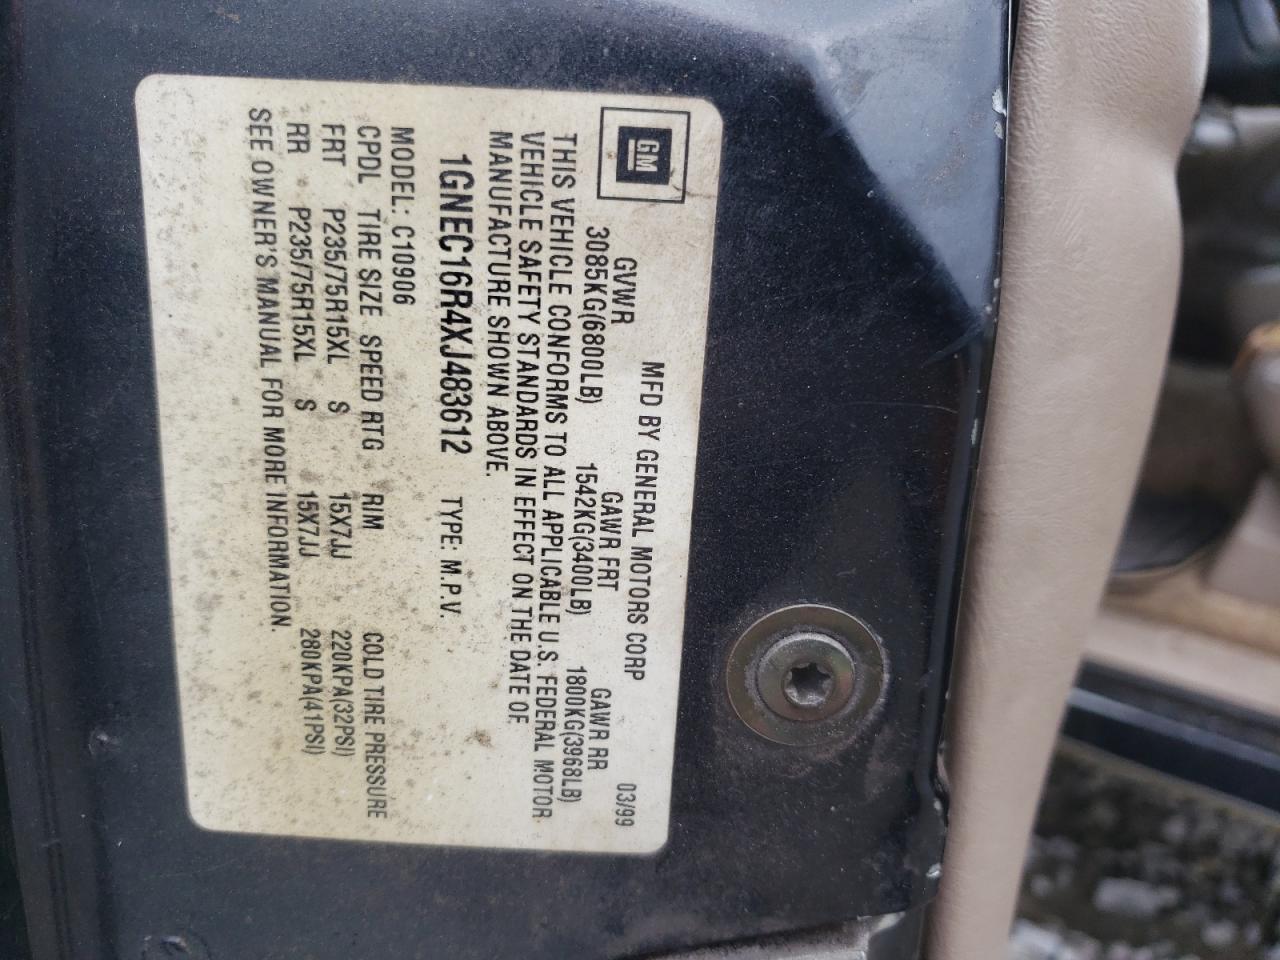 GM
MFD BY GENERAL MOTORS CORP 03/99
GVWR GAWR FRT GAWR RR
3085KG(6800LB) 1542KG(3400LB) 1800KG(3968LB)
THIS VEHICLE CONFORMS TO ALL APPLICABLE U.S. FEDERAL MOTOR
VEHICLE SAFETY STANDARDS IN EFFECT ON THE DATE OF
MANUFACTURE SHOWN ABOVE.
1GNEC16R4XJ483612 TYPE: M.P.V.
MODEL: C10906
CPDL TIRE SIZE SPEED RTG RIM COLD TIRE PRESSURE
FRT P235/75R15XL S 15X7JJ 220KPA(32PSI)
RR P235/75R15XL S 15X7JJ 280KPA(41PSI)
SEE OWNER'S MANUAL FOR MORE INFORMATION.